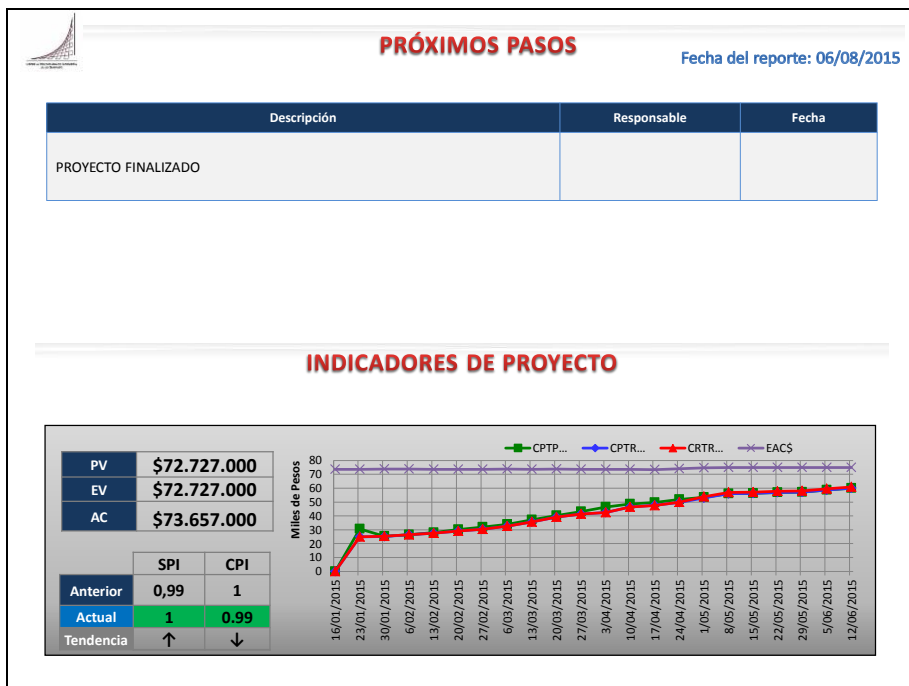 PRÓXIMOS PASOS
Fecha del reporte: 06/08/2015
Descripción Responsable Fecha
PROYECTO FINALIZADO
INDICADORES DE PROYECTO
PV $72.727.000
EV $72.727.000
AC $73.657.000
SPI CPI
Anterior 0,99 1
Actual 1 0.99
Tendencia ↑ ↓
CPTP... CPTR... CRTR... EAC$
Miles de Pesos
80
70
60
50
40
30
20
10
0
16/01/2015
23/01/2015
30/01/2015
6/02/2015
13/02/2015
20/02/2015
27/02/2015
6/03/2015
13/03/2015
20/03/2015
27/03/2015
3/04/2015
10/04/2015
17/04/2015
24/04/2015
1/05/2015
8/05/2015
15/05/2015
22/05/2015
29/05/2015
5/06/2015
12/06/2015